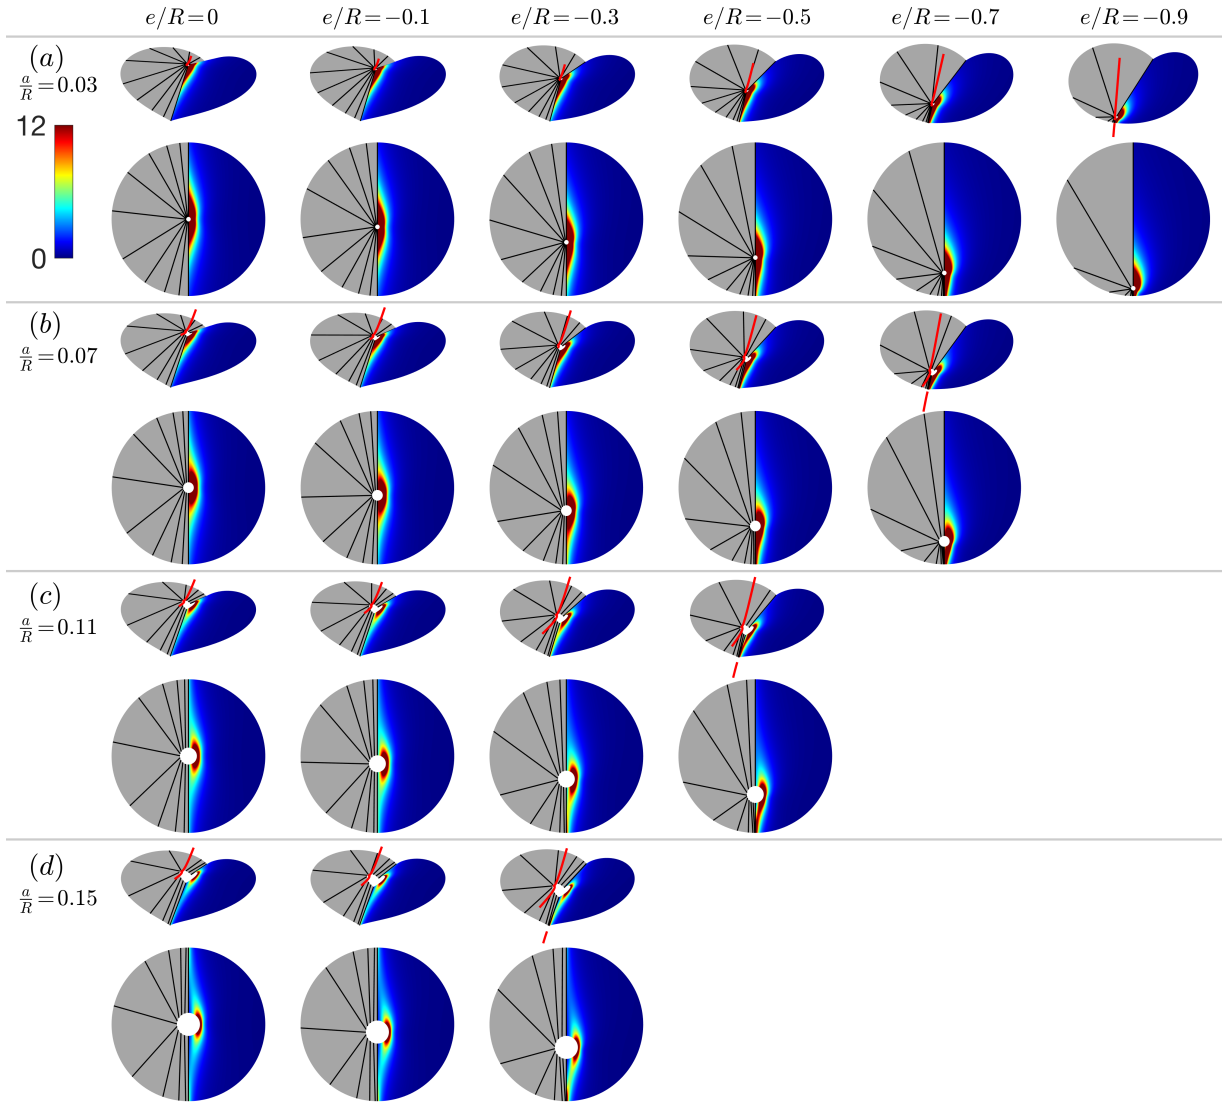 e/R=0 e/R=−0.1 e/R=−0.3 e/R=−0.5 e/R=−0.7 e/R=−0.9
(a)
a/R=0.03
12
0
(b)
a/R=0.07
(c)
a/R=0.11
(d)
a/R=0.15